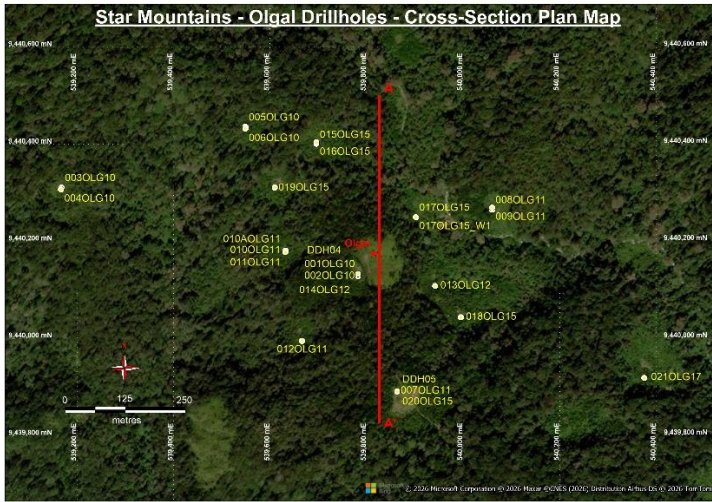 Star Mountains - Olgal Drillholes - Cross-Section Plan Map
9,440,600 mN
9,440,600 mN
539,200 mE
539,400 mE
539,600 mE
539,800 mE
540,000 mE
540,200 mE
540,400 mE
A
005OLG10
006OLG10
015OLG15
016OLG15
9,440,400 mN
9,440,400 mN
003OLG10
004OLG10
019OLG15
017OLG15
017OLG15_W1
008OLG11
009OLG11
9,440,200 mN
9,440,200 mN
010AOLG11
010OLG11
011OLG11
DDH04
001OLG10
002OLG10
014OLG12
Olgal
013OLG12
018OLG15
9,440,000 mN
9,440,000 mN
012OLG11
021OLG17
DDH05
007OLG11
020OLG15
0 125 250
metres
A'
9,439,800 mN
9,439,800 mN
539,200 mE
539,400 mE
539,600 mE
539,800 mE
540,000 mE
540,200 mE
540,400 mE
© 2026 Microsoft Corporation © 2026 Maxar ©CNES (2026) Distribution Airbus DS © 2026 TomTom